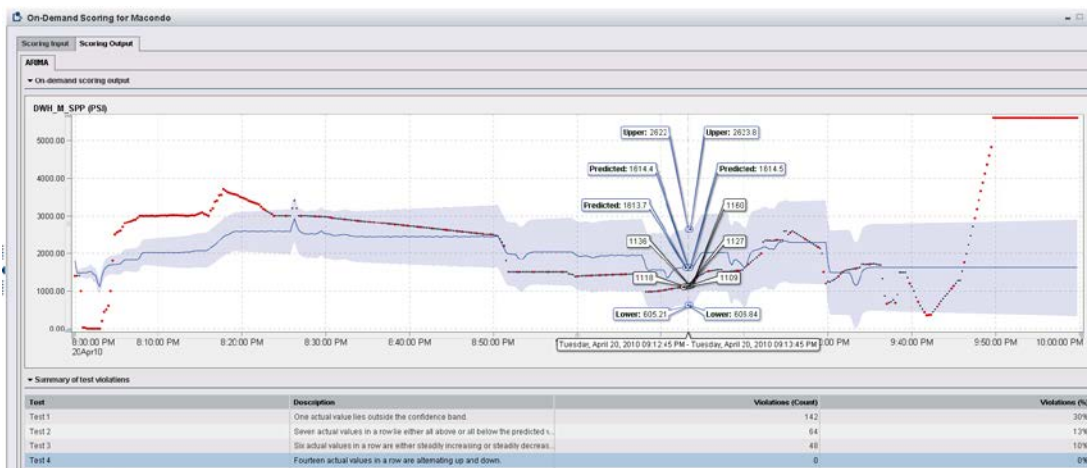 On-Demand Scoring for Macondo
Scoring Input Scoring Output
ARIMA
On-demand scoring output
DWH_M_SPP (PSI)
5000.00
4000.00
3000.00
2000.00
1000.00
0.00
Upper: 2622
Upper: 2623.8
Predicted: 1614.4
Predicted: 1614.5
Predicted: 1613.7
1160
1136
1127
1118
1109
Lower: 605.21
Lower: 605.84
8:00:00 PM 8:10:00 PM 8:20:00 PM 8:30:00 PM 8:40:00 PM 8:50:00 PM 9:40:00 PM 9:50:00 PM 10:00:00 PM
20Apr10
Tuesday, April 20, 2010 09:12:45 PM - Tuesday, April 20, 2010 09:13:45 PM
Summary of test violations
Test Description Violations (Count) Violations (%)
Test 1 One actual value lies outside the confidence band. 142 30%
Test 2 Seven actual values in a row lie either all above or all below the predicted v... 64 13%
Test 3 Six actual values in a row are either steadily increasing or steadily decreas... 48 10%
Test 4 Fourteen actual values in a row are alternating up and down. 0 0%